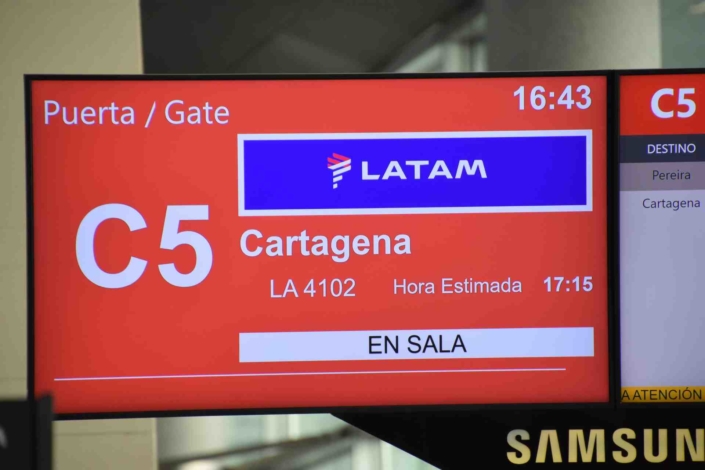 Puerta / Gate
16:43
LATAM
C5
Cartagena
LA 4102 Hora Estimada 17:15
EN SALA
C5
DESTINO
Pereira
Cartagena
A ATENCIÓN
SAMSUN